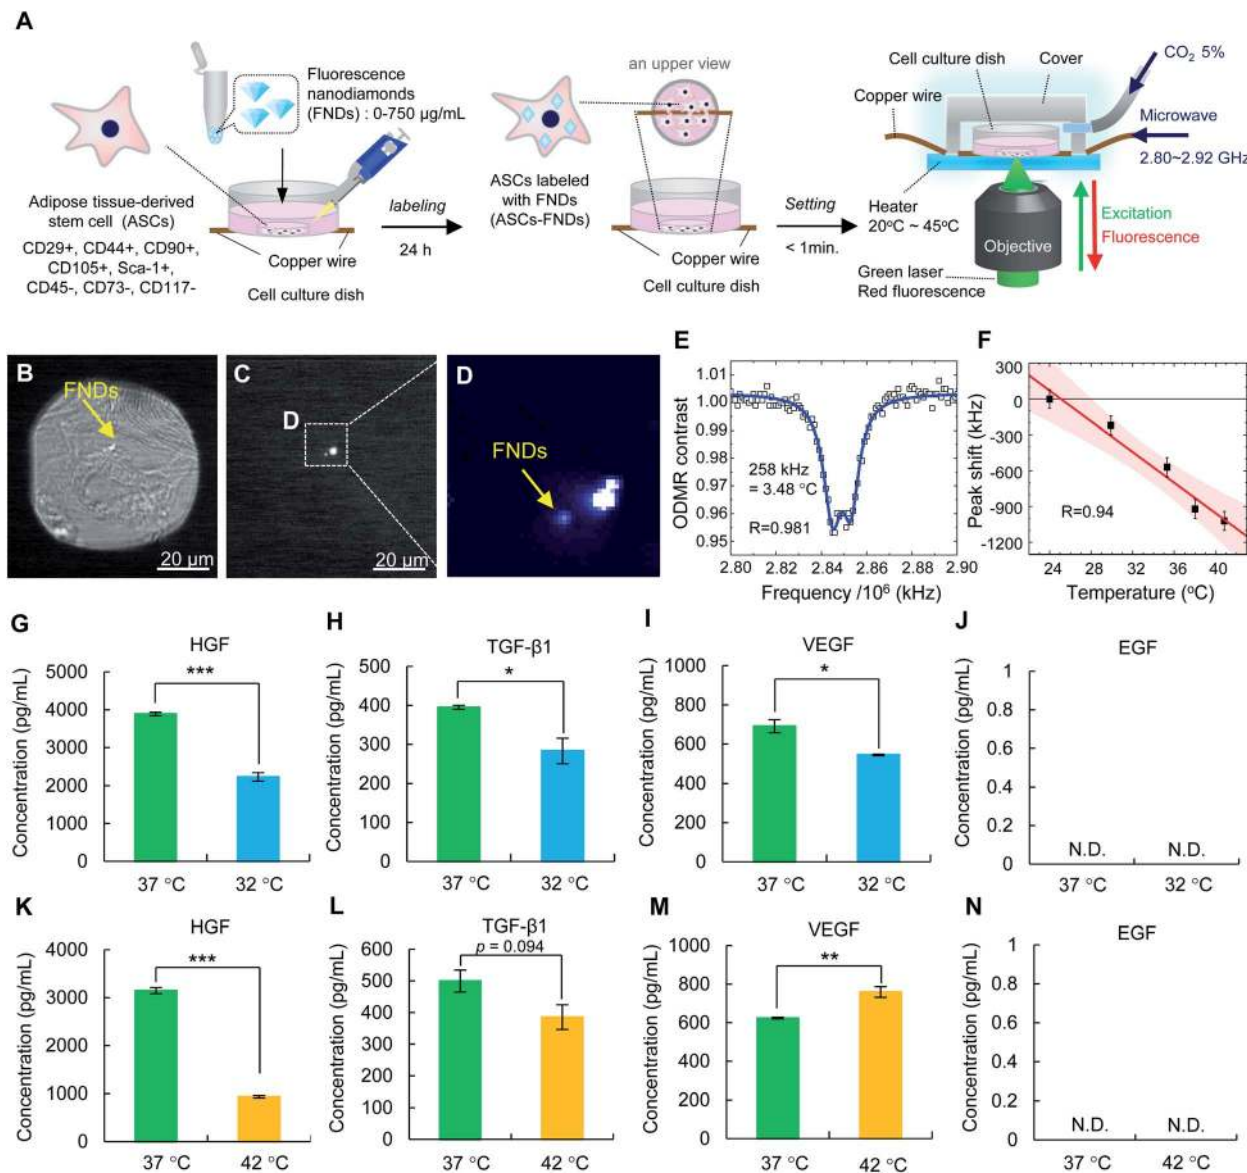 A
Fluorescence
nanodiamonds
(FNDs) : 0-750 µg/mL
Adipose tissue-derived
stem cell (ASCs)
CD29+, CD44+, CD90+,
CD105+, Sca-1+,
CD45-, CD73-, CD117-
Copper wire
Cell culture dish
labeling
24 h
an upper view
ASCs labeled
with FNDs
(ASCs-FNDs)
Copper wire
Cell culture dish
Setting
< 1min.
Cell culture dish
Cover
CO2 5%
Copper wire
Microwave
2.80~2.92 GHz
Heater
20°C ~ 45°C
Objective
Excitation
Fluorescence
Green laser
Red fluorescence
B
FNDs
20 µm
C
D
20 µm
D
FNDs
E
1.01
1.00
0.99
0.98
0.97
0.96
0.95
ODMR contrast
258 kHz
= 3.48 °C
R=0.981
2.80 2.82 2.84 2.86 2.88 2.90
Frequency /10⁶ (kHz)
F
300
0
-300
-600
-900
-1200
Peak shift (kHz)
R=0.94
24 28 32 36 40
Temperature (°C)
G
HGF
***
5000
4000
3000
2000
1000
0
Concentration (pg/mL)
37 °C 32 °C
H
TGF-β1
*
500
400
300
200
100
0
Concentration (pg/mL)
37 °C 32 °C
I
VEGF
*
1000
800
600
400
200
0
Concentration (pg/mL)
37 °C 32 °C
J
EGF
1
0.8
0.6
0.4
0.2
0
Concentration (pg/mL)
N.D. N.D.
37 °C 32 °C
K
HGF
***
4000
3000
2000
1000
0
Concentration (pg/mL)
37 °C 42 °C
L
TGF-β1
p = 0.094
600
500
400
300
200
100
0
Concentration (pg/mL)
37 °C 42 °C
M
VEGF
**
1000
800
600
400
200
0
Concentration (pg/mL)
37 °C 42 °C
N
EGF
1
0.8
0.6
0.4
0.2
0
Concentration (pg/mL)
N.D. N.D.
37 °C 42 °C